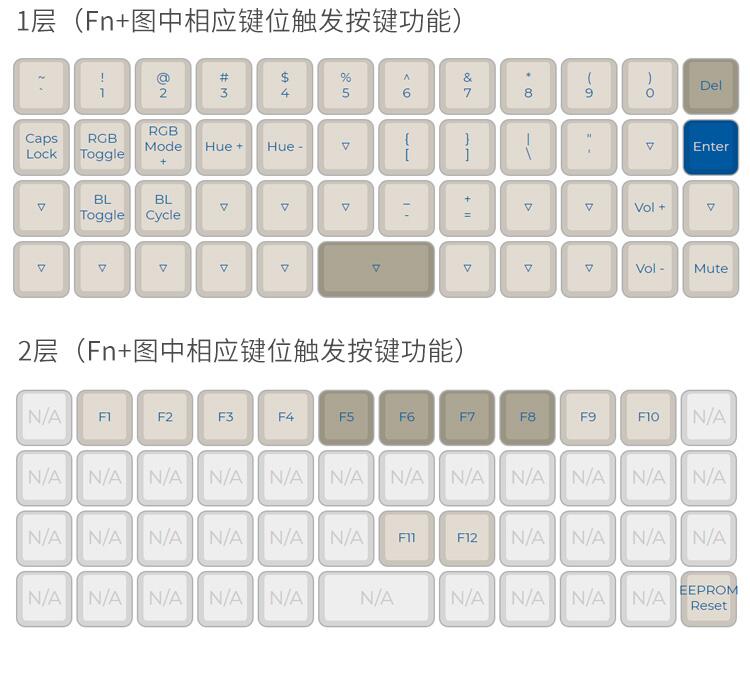 1层（Fn+图中相应键位触发按键功能）
~ ! @ # $ % ^ & * ( )
` 1 2 3 4 5 6 7 8 9 0 Del
Caps Lock RGB Toggle RGB Mode + Hue + Hue - ▽ { [ } ] | \ " ' ▽ Enter
▽ BL Toggle BL Cycle ▽ ▽ ▽ _ - + = ▽ ▽ Vol + ▽
▽ ▽ ▽ ▽ ▽ ▽ ▽ ▽ ▽ Vol - Mute
2层（Fn+图中相应键位触发按键功能）
N/A F1 F2 F3 F4 F5 F6 F7 F8 F9 F10 N/A
N/A N/A N/A N/A N/A N/A N/A N/A N/A N/A N/A N/A
N/A N/A N/A N/A N/A N/A F11 F12 N/A N/A N/A N/A
N/A N/A N/A N/A N/A N/A N/A N/A N/A N/A EEPROM Reset